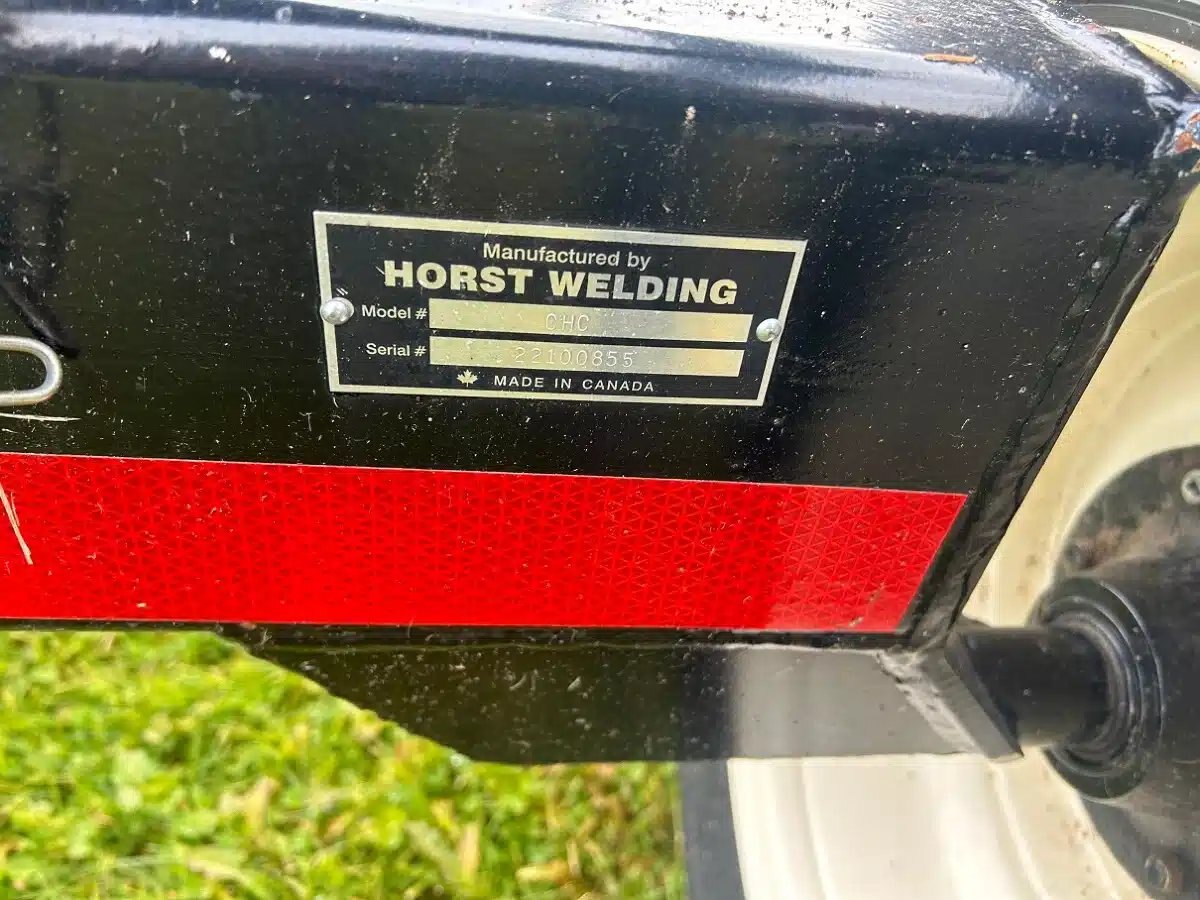 Manufactured by
HORST WELDING
Model # CHC
Serial # 22100855
MADE IN CANADA